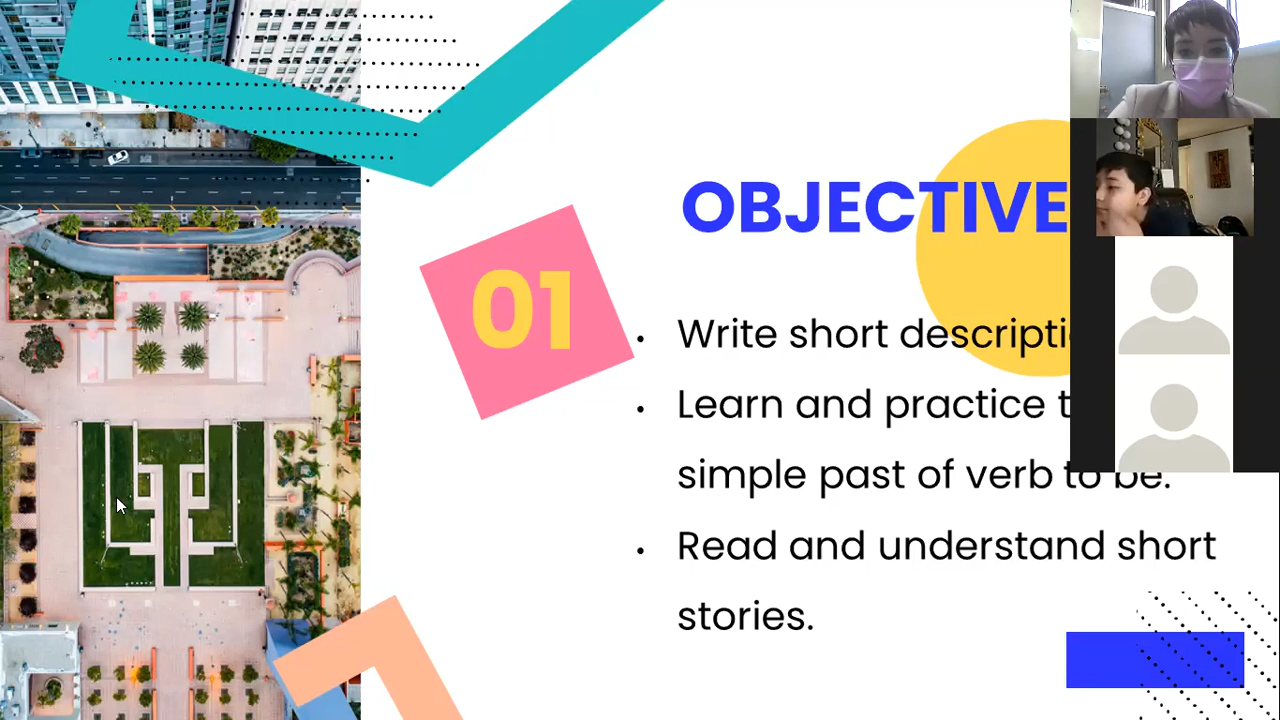 OBJECTIVE
01
Write short descripti
Learn and practice t
simple past of verb to be.
Read and understand short
stories.